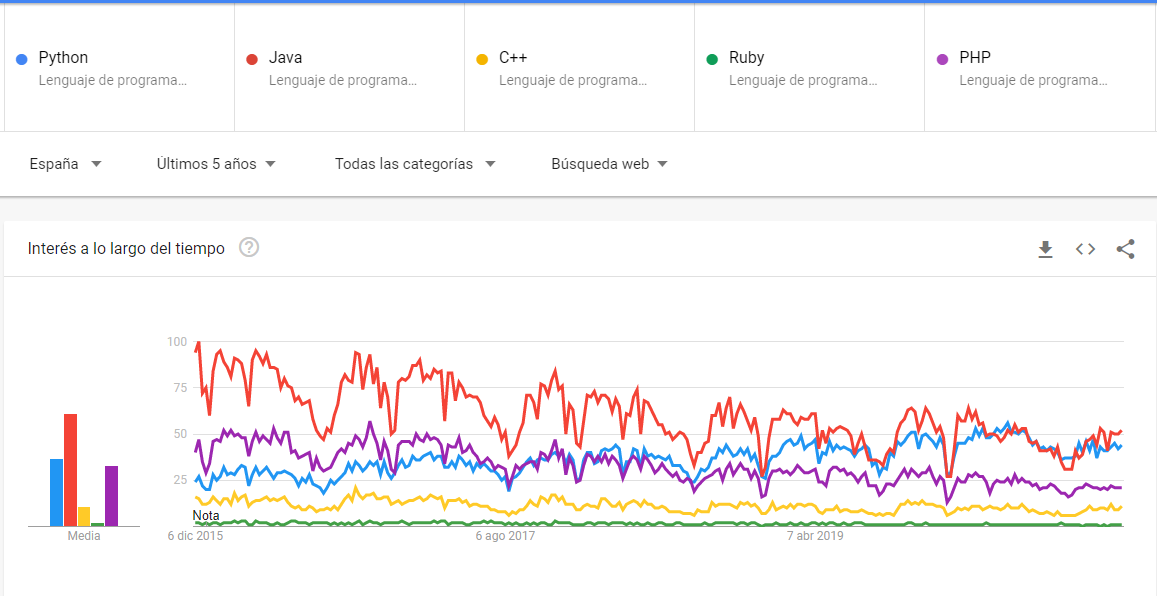 Python
Lenguaje de programa...
Java
Lenguaje de programa...
C++
Lenguaje de programa...
Ruby
Lenguaje de programa...
PHP
Lenguaje de programa...
España
Últimos 5 años
Todas las categorías
Búsqueda web
Interés a lo largo del tiempo ?
100
75
50
25
Nota
Media
6 dic 2015
6 ago 2017
7 abr 2019